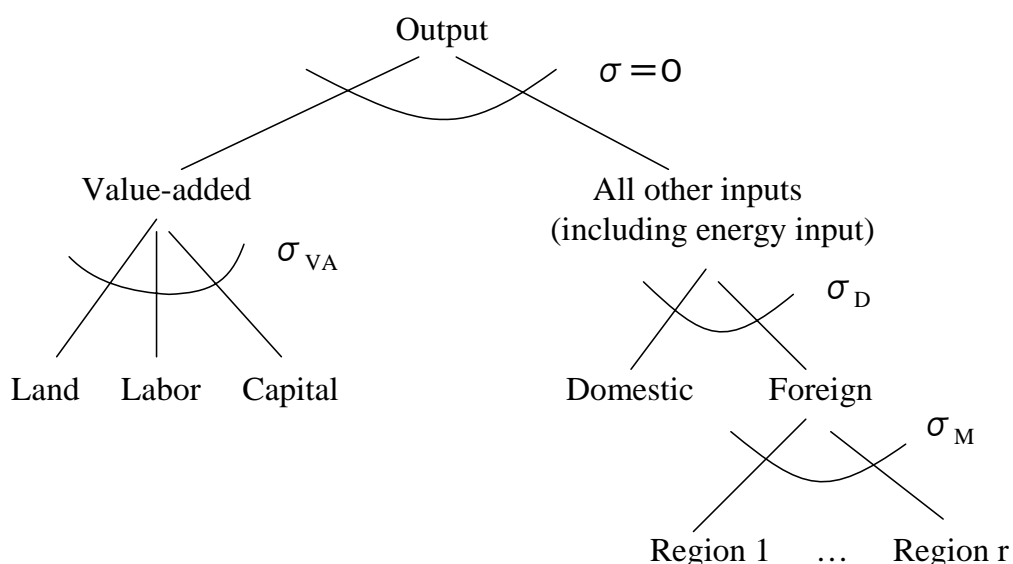 Output
σ = 0
Value-added
All other inputs
(including energy input)
σ VA
σ D
Land Labor Capital
Domestic Foreign
σ M
Region 1 … Region r